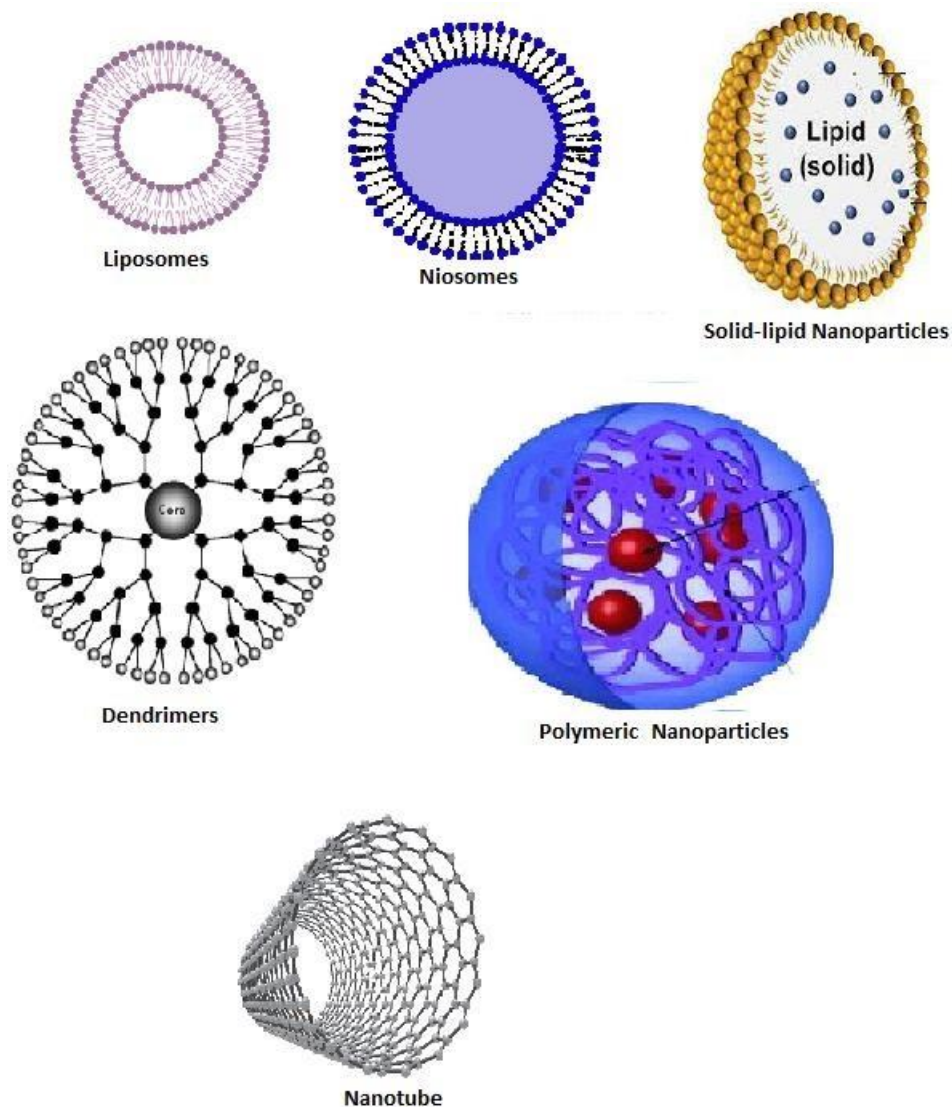 Liposomes
Niosomes
Lipid
(solid)
Solid-lipid Nanoparticles
Core
Dendrimers
Polymeric Nanoparticles
Nanotube